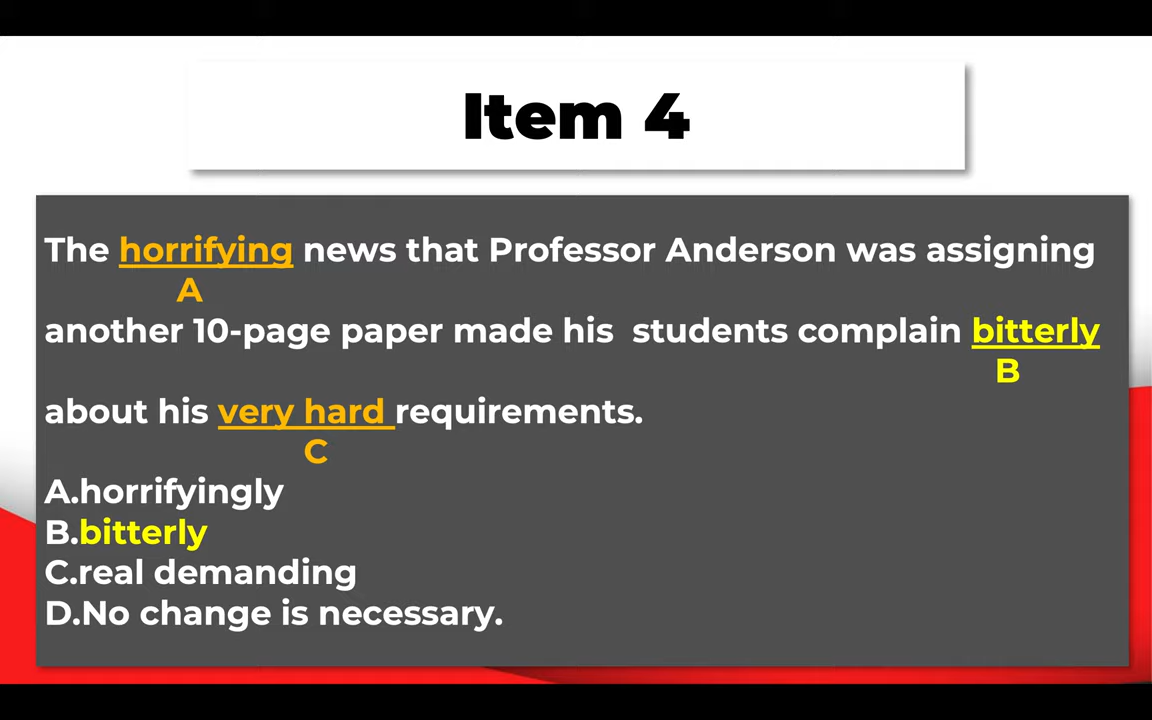 Item 4
The horrifying news that Professor Anderson was assigning
A
another 10-page paper made his students complain bitterly
B
about his very hard requirements.
C
A.horrifyingly
B.bitterly
C.real demanding
D.No change is necessary.